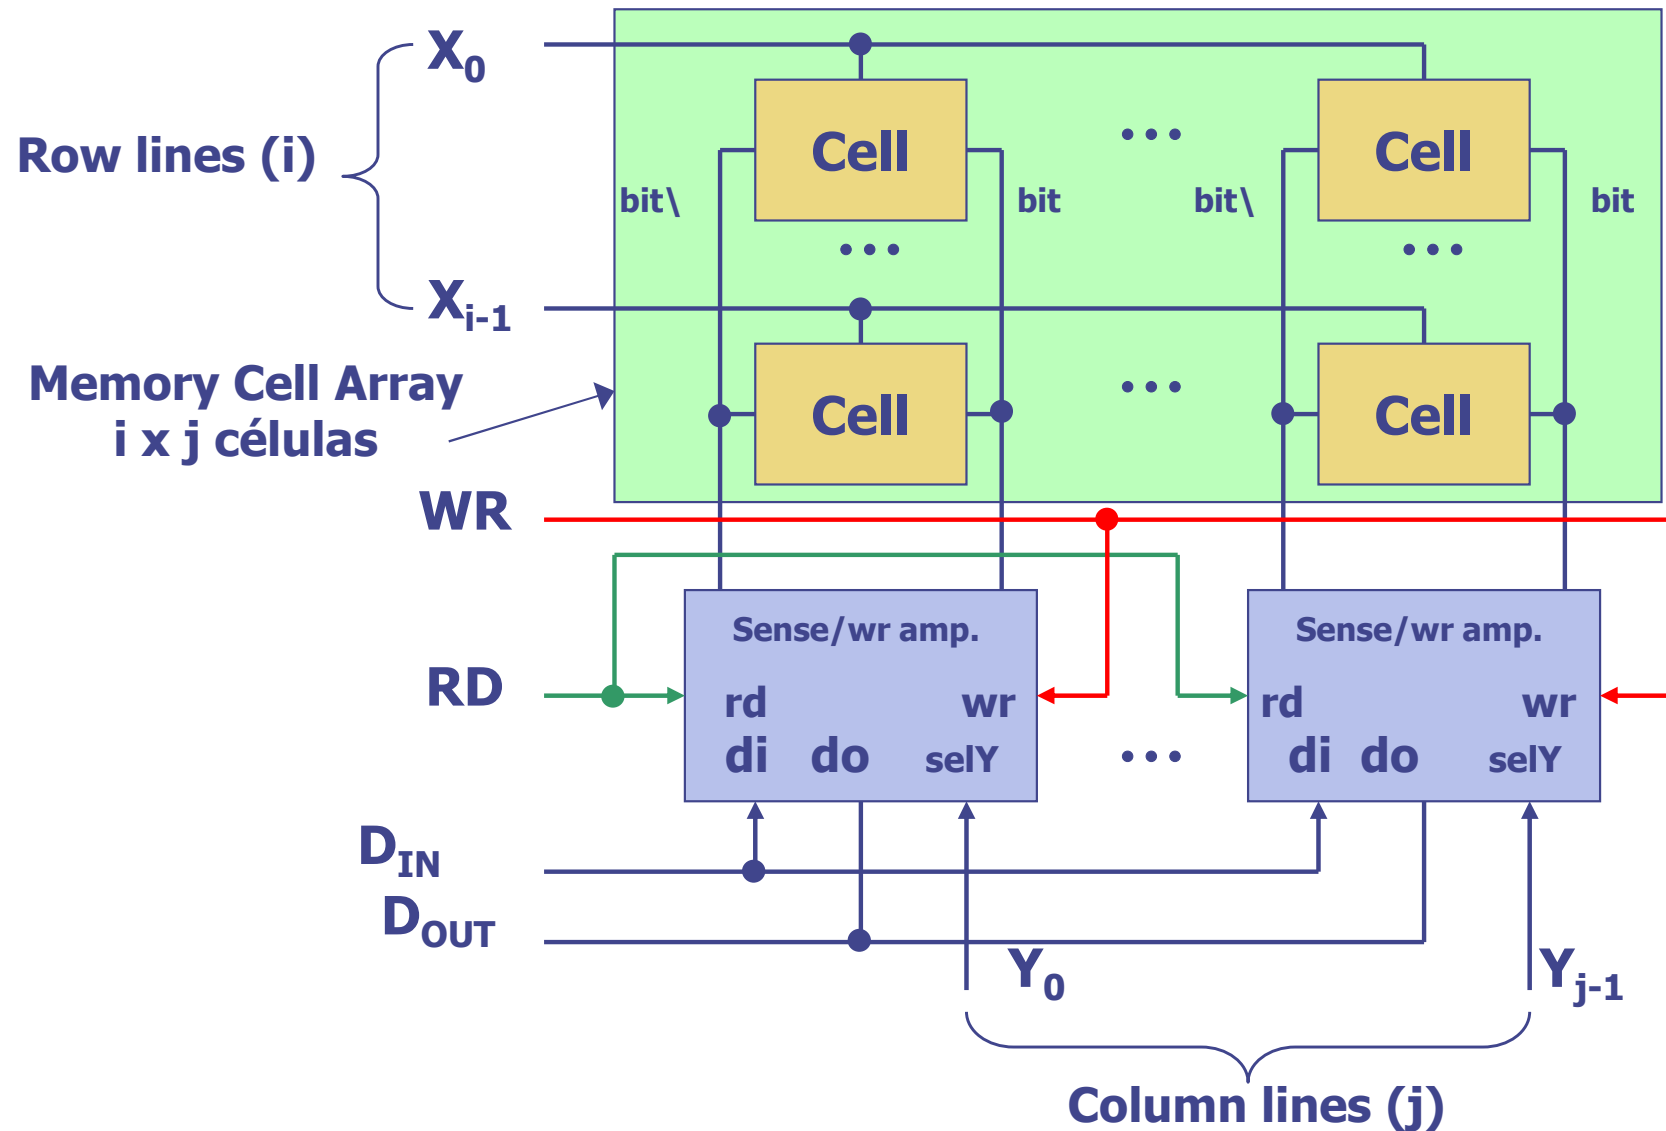 X0
Row lines (i)
Cell
•••
Cell
bit\
bit
bit\
bit
•••
•••
Xi-1
Memory Cell Array
i x j células
Cell
•••
Cell
WR
Sense/wr amp.
Sense/wr amp.
RD
rd
wr
rd
wr
di
do
selY
•••
di
do
selY
DIN
DOUT
Y0
Yj-1
Column lines (j)